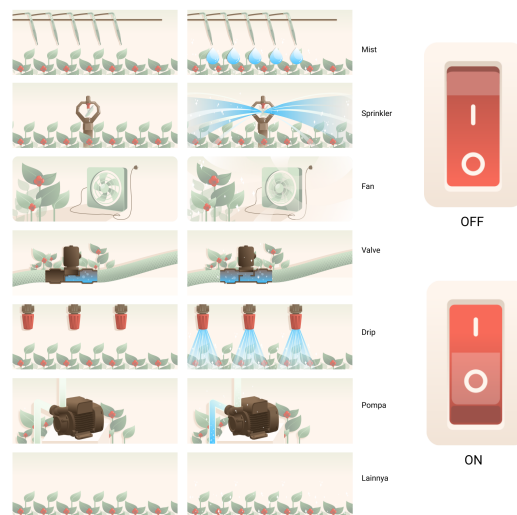 Mist
Sprinkler
Fan
Valve
Drip
Pompa
Lainnya
OFF
ON